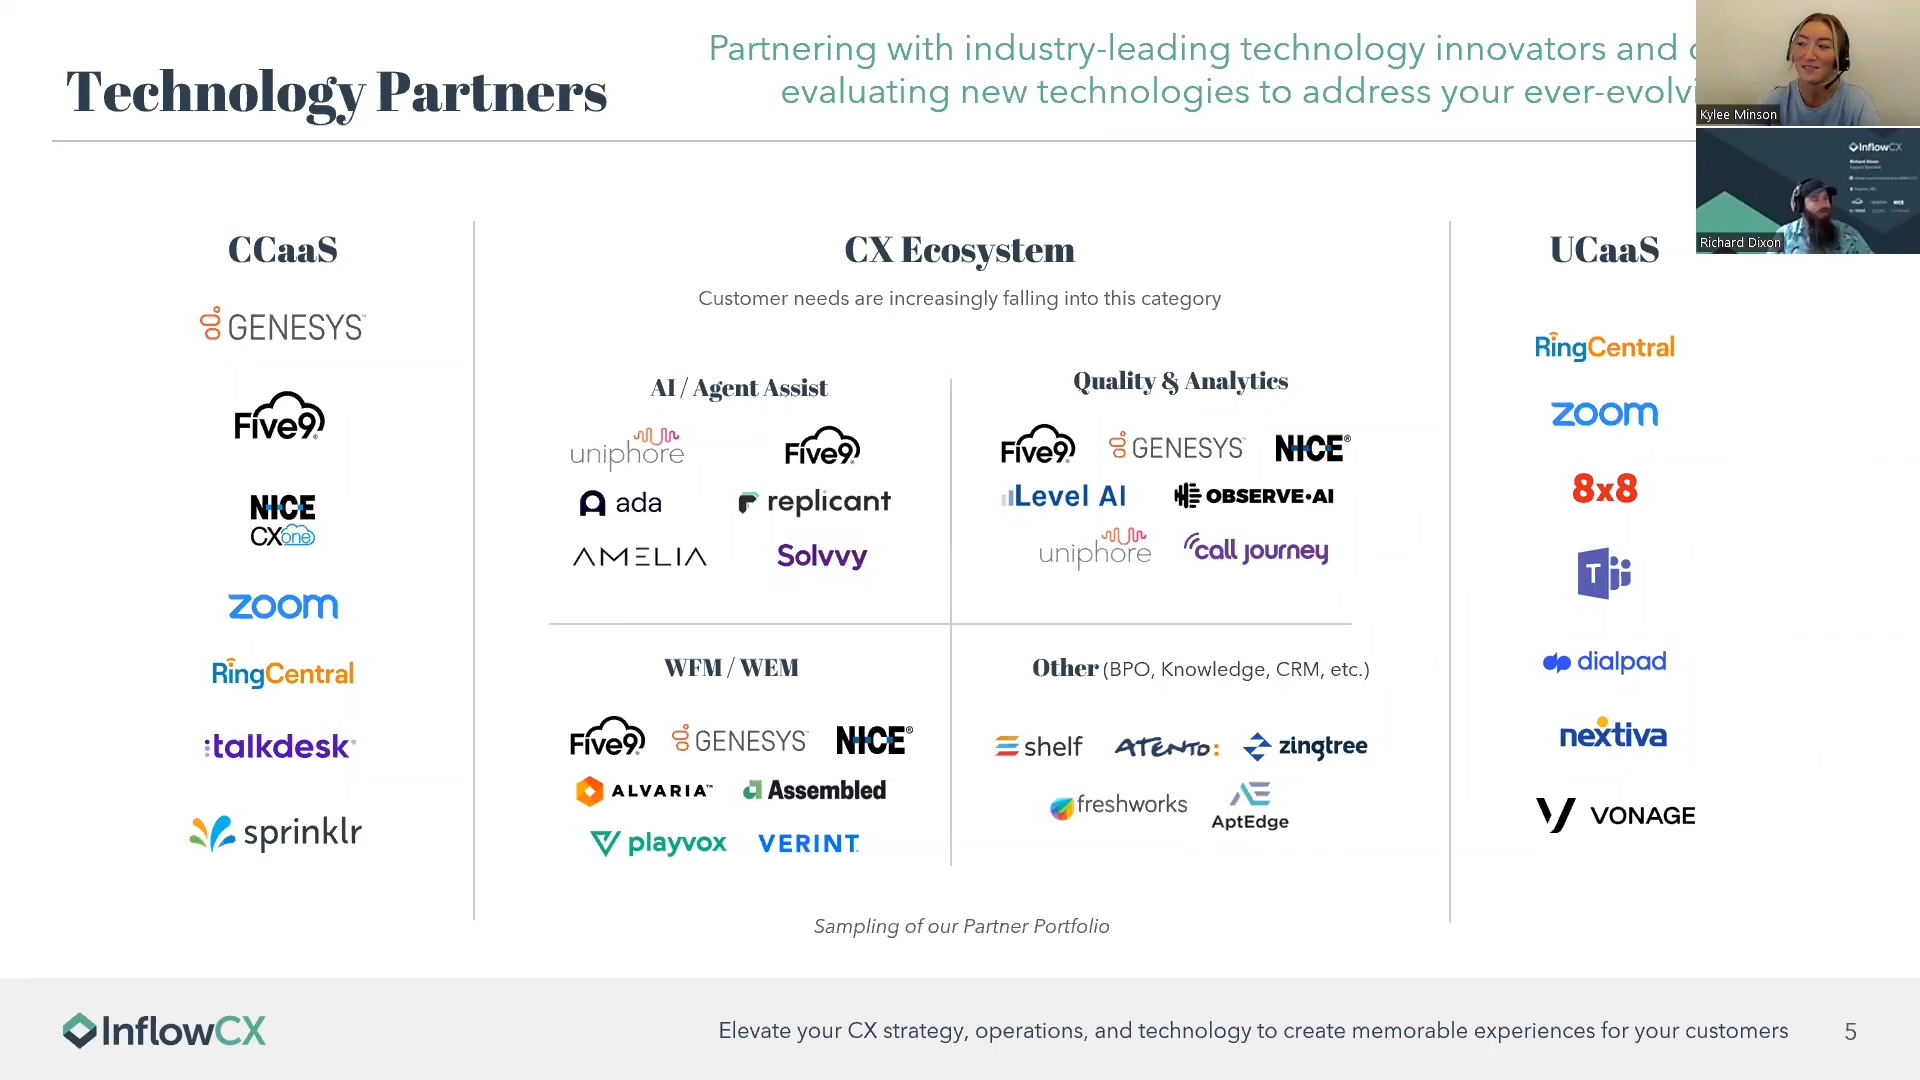 Technology Partners
Partnering with industry-leading technology innovators and
evaluating new technologies to address your ever-evolvi
Kylee Minson
InflowCX
Richard Dixon
CCaaS
GENESYS™
Five9
NICE
CXone
zoom
RingCentral
talkdesk
sprinklr
CX Ecosystem
Customer needs are increasingly falling into this category
AI / Agent Assist
uniphore Five9
ada replicant
AMELIA Solvvy
Quality & Analytics
Five9 GENESYS NICE®
Level AI OBSERVE•AI
uniphore call journey
WFM / WEM
Five9 GENESYS NICE®
ALVARIA™ Assembled
playvox VERINT
Other (BPO, Knowledge, CRM, etc.)
shelf ATENTO: zingtree
freshworks AptEdge
UCaaS
RingCentral
zoom
8x8
T
dialpad
nextiva
VONAGE
Sampling of our Partner Portfolio
InflowCX
Elevate your CX strategy, operations, and technology to create memorable experiences for your customers
5